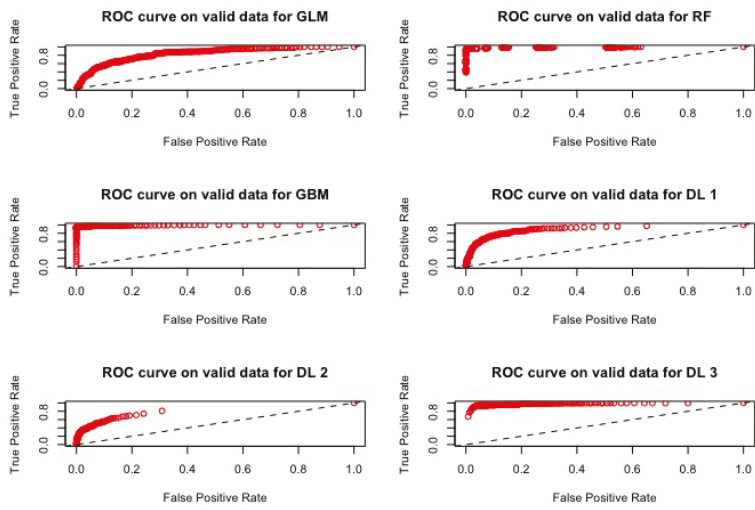 ROC curve on valid data for GLM
True Positive Rate
0.0 0.8
0.0 0.2 0.4 0.6 0.8 1.0
False Positive Rate
ROC curve on valid data for RF
True Positive Rate
0.0 0.8
0.0 0.2 0.4 0.6 0.8 1.0
False Positive Rate
ROC curve on valid data for GBM
True Positive Rate
0.0 0.8
0.0 0.2 0.4 0.6 0.8 1.0
False Positive Rate
ROC curve on valid data for DL 1
True Positive Rate
0.0 0.8
0.0 0.2 0.4 0.6 0.8 1.0
False Positive Rate
ROC curve on valid data for DL 2
True Positive Rate
0.0 0.8
0.0 0.2 0.4 0.6 0.8 1.0
False Positive Rate
ROC curve on valid data for DL 3
True Positive Rate
0.0 0.8
0.0 0.2 0.4 0.6 0.8 1.0
False Positive Rate